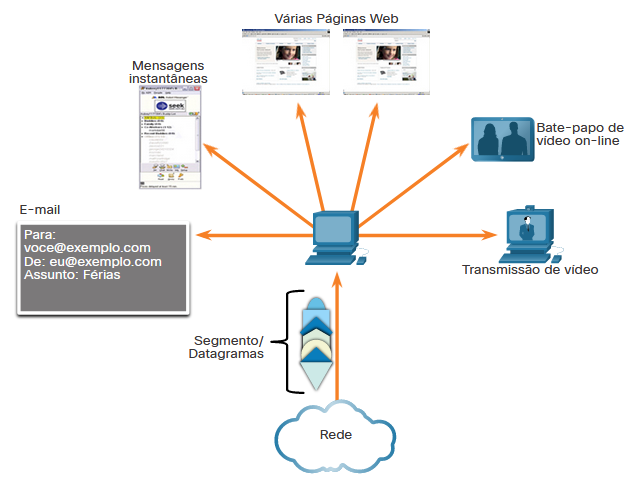 Várias Páginas Web
Mensagens
instantâneas
seek
Bate-papo de
vídeo on-line
E-mail
Para:
voce@exemplo.com
De: eu@exemplo.com
Assunto: Férias
Transmissão de vídeo
Segmento/
Datagramas
Rede